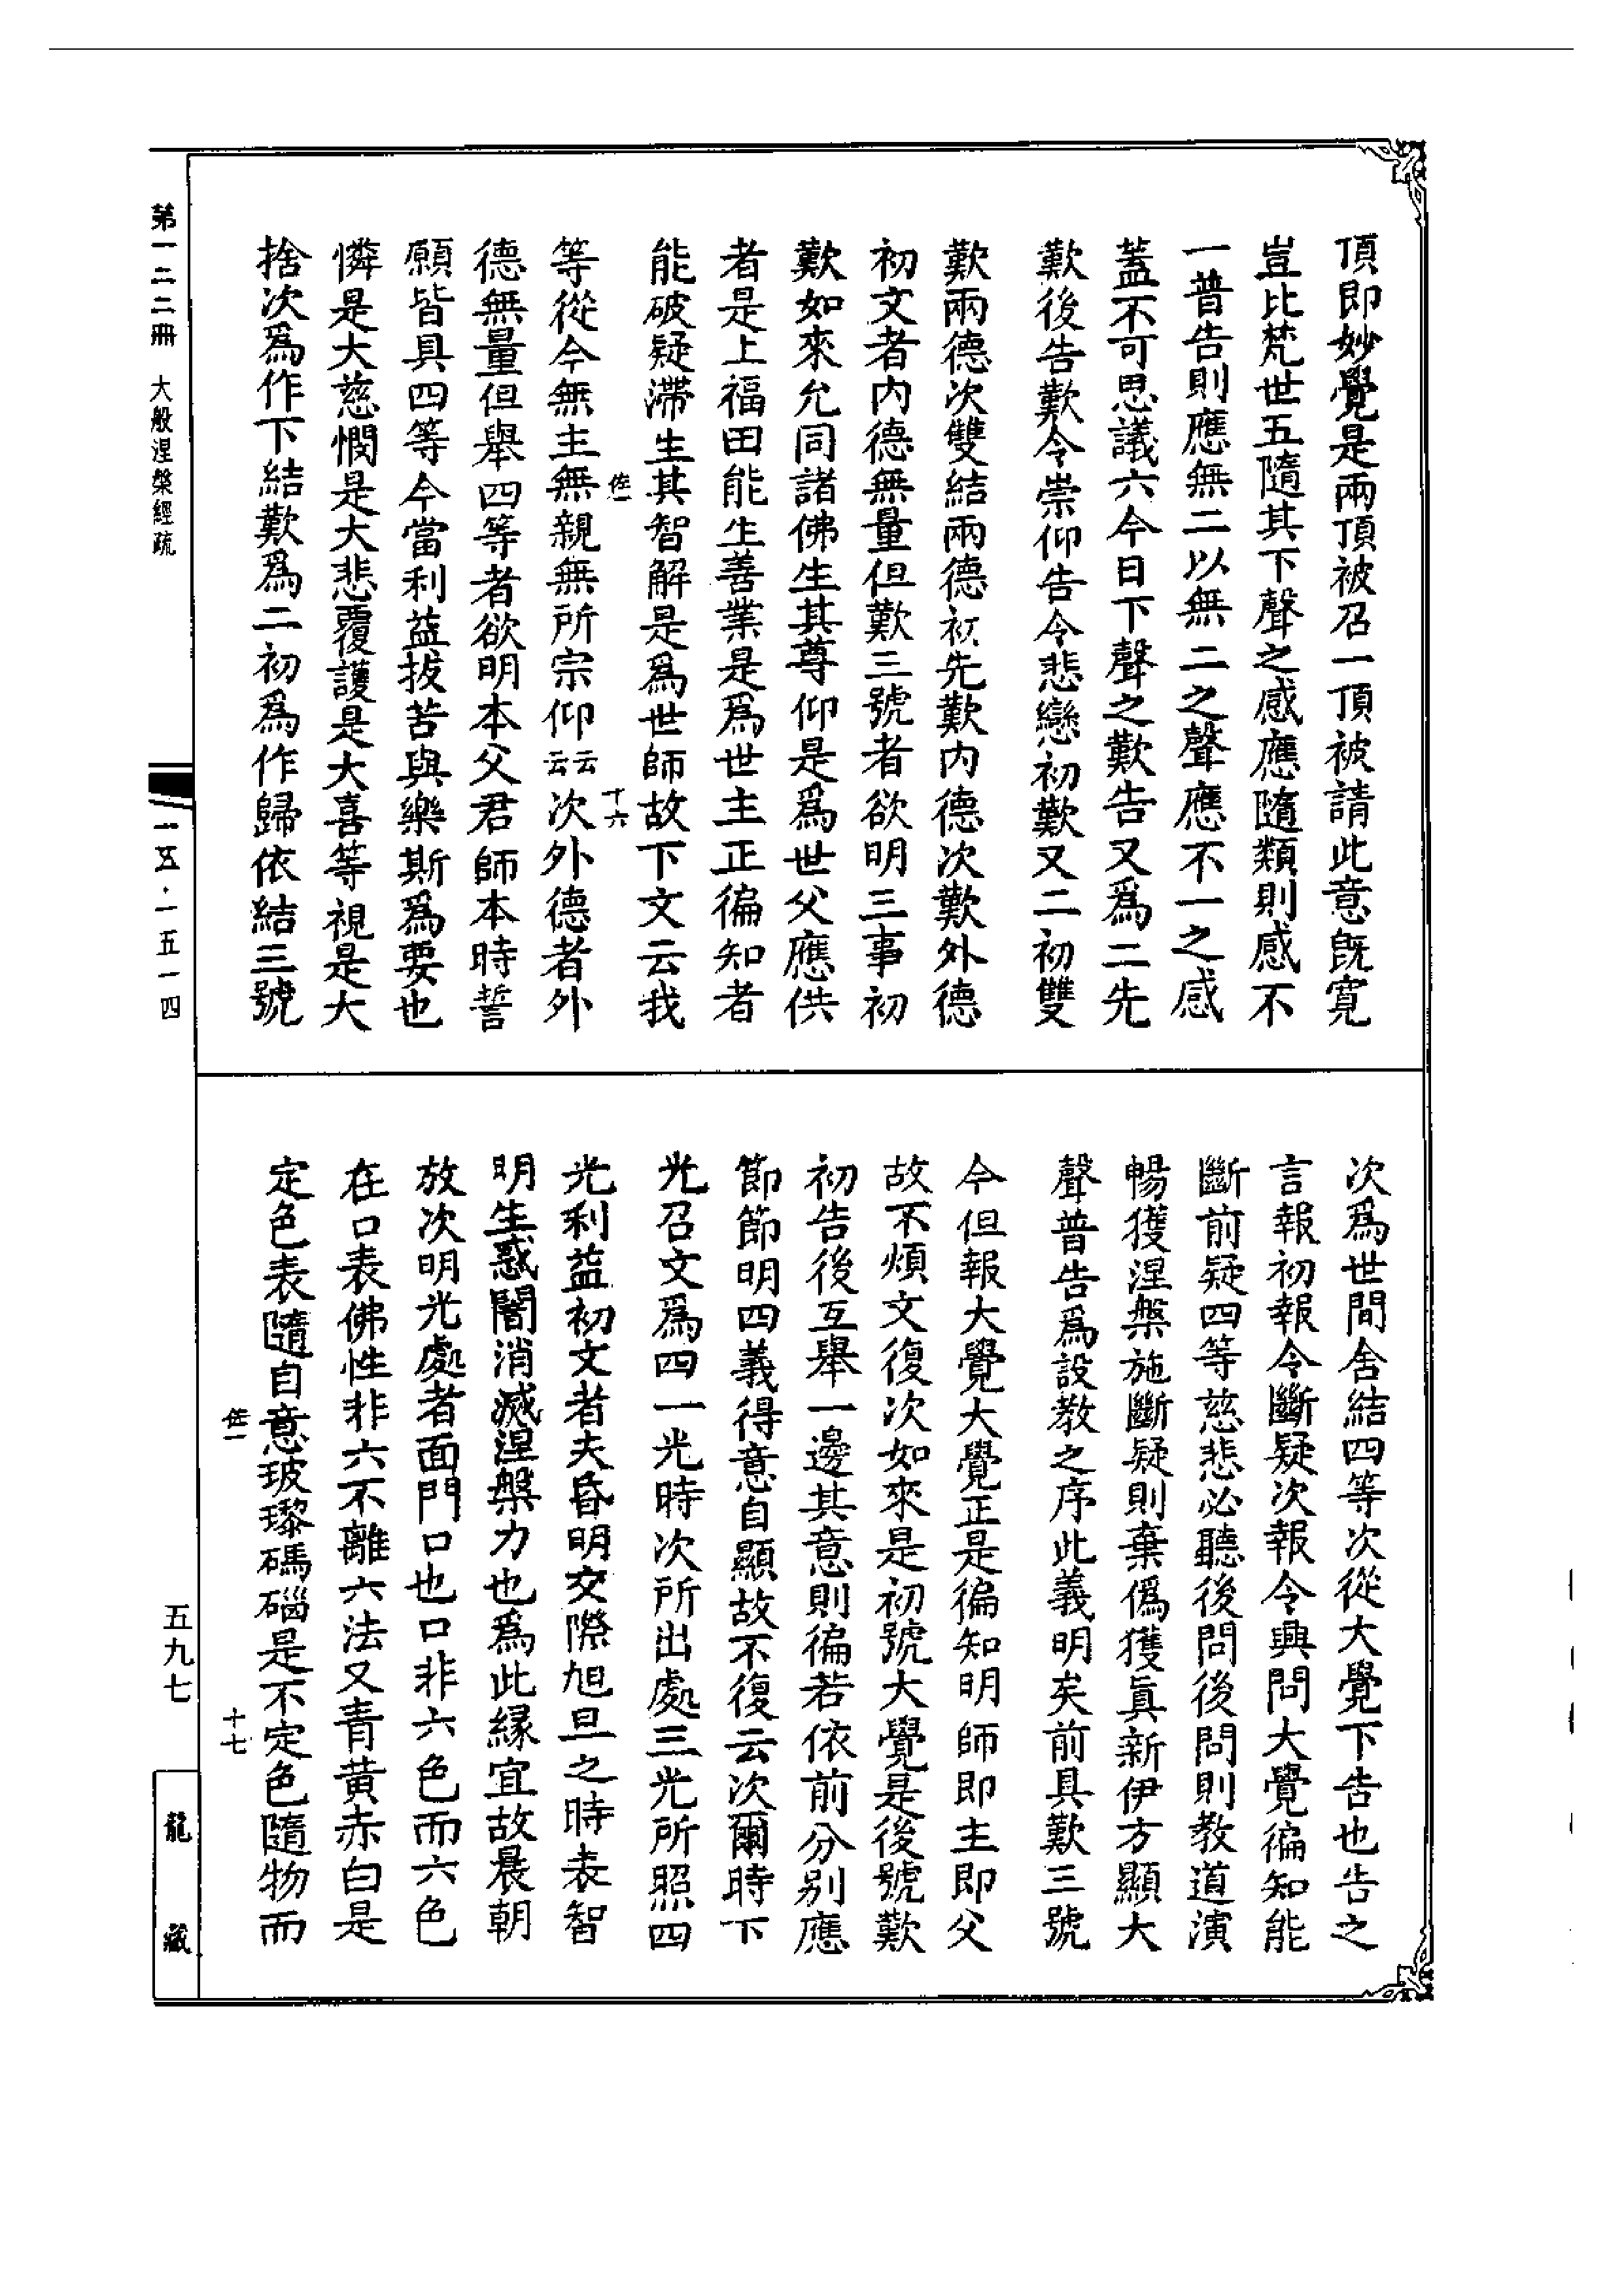 頂即妙覺是兩頂被召一頂被請此意旣寛
豈比梵世五隨其下聲之感應隨類則感不
一普告則應無二以無二之聲應不一之感
蓋不可思議六今日下聲之歎告又爲二先
歎後告歎令崇仰告令悲戀初歎又二初雙
歎兩德次雙結兩德初先歎内德次歎外德
初文者内德無量但歎三號者欲明三事初
歎如來允同諸佛生其尊仰是爲世父應供
者是上福田能生善業是爲世主正徧知者
能破疑滯生其智解是爲世師故下文云我
佐一
十六
等從今無主無親無所宗仰云云次外德者外
德無量但舉四等者欲明本父君師本時誓
願皆具四等今當利益拔苦與樂斯爲要也
憐是大慈憫是大悲覆護是大喜等視是大
捨次爲作下結歎爲二初爲作歸依結三號
次爲世間舍結四等次從大覺下告也告之
言報初報令斷疑次報令興問大覺徧知能
斷前疑四等慈悲必聽後問後問則教道演
暢獲涅槃施斷疑則棄僞獲眞新伊方顯大
聲普告爲設教之序此義明矣前具歎三號
今但報大覺大覺正是徧知明師即主即父
故不煩文復次如來是初號大覺是後號歎
初告後互舉一邊其意則徧若依前分别應
節節明四義得意自顯故不復云次爾時下
光召文爲四一光時次所出處三光所照四
光利益初文者夫昏明交際旭旦之時表智
明生惑闇消滅涅槃力也爲此緣宜故晨朝
放次明光處者面門口也口非六色而六色
在口表佛性非六不離六法又青黃赤白是
定色表隨自意玻瓈碼碯是不定色隨物而
佐一
十七
第一二二冊 大般涅槃經疏
一五五·一五一四
五九七
龍藏